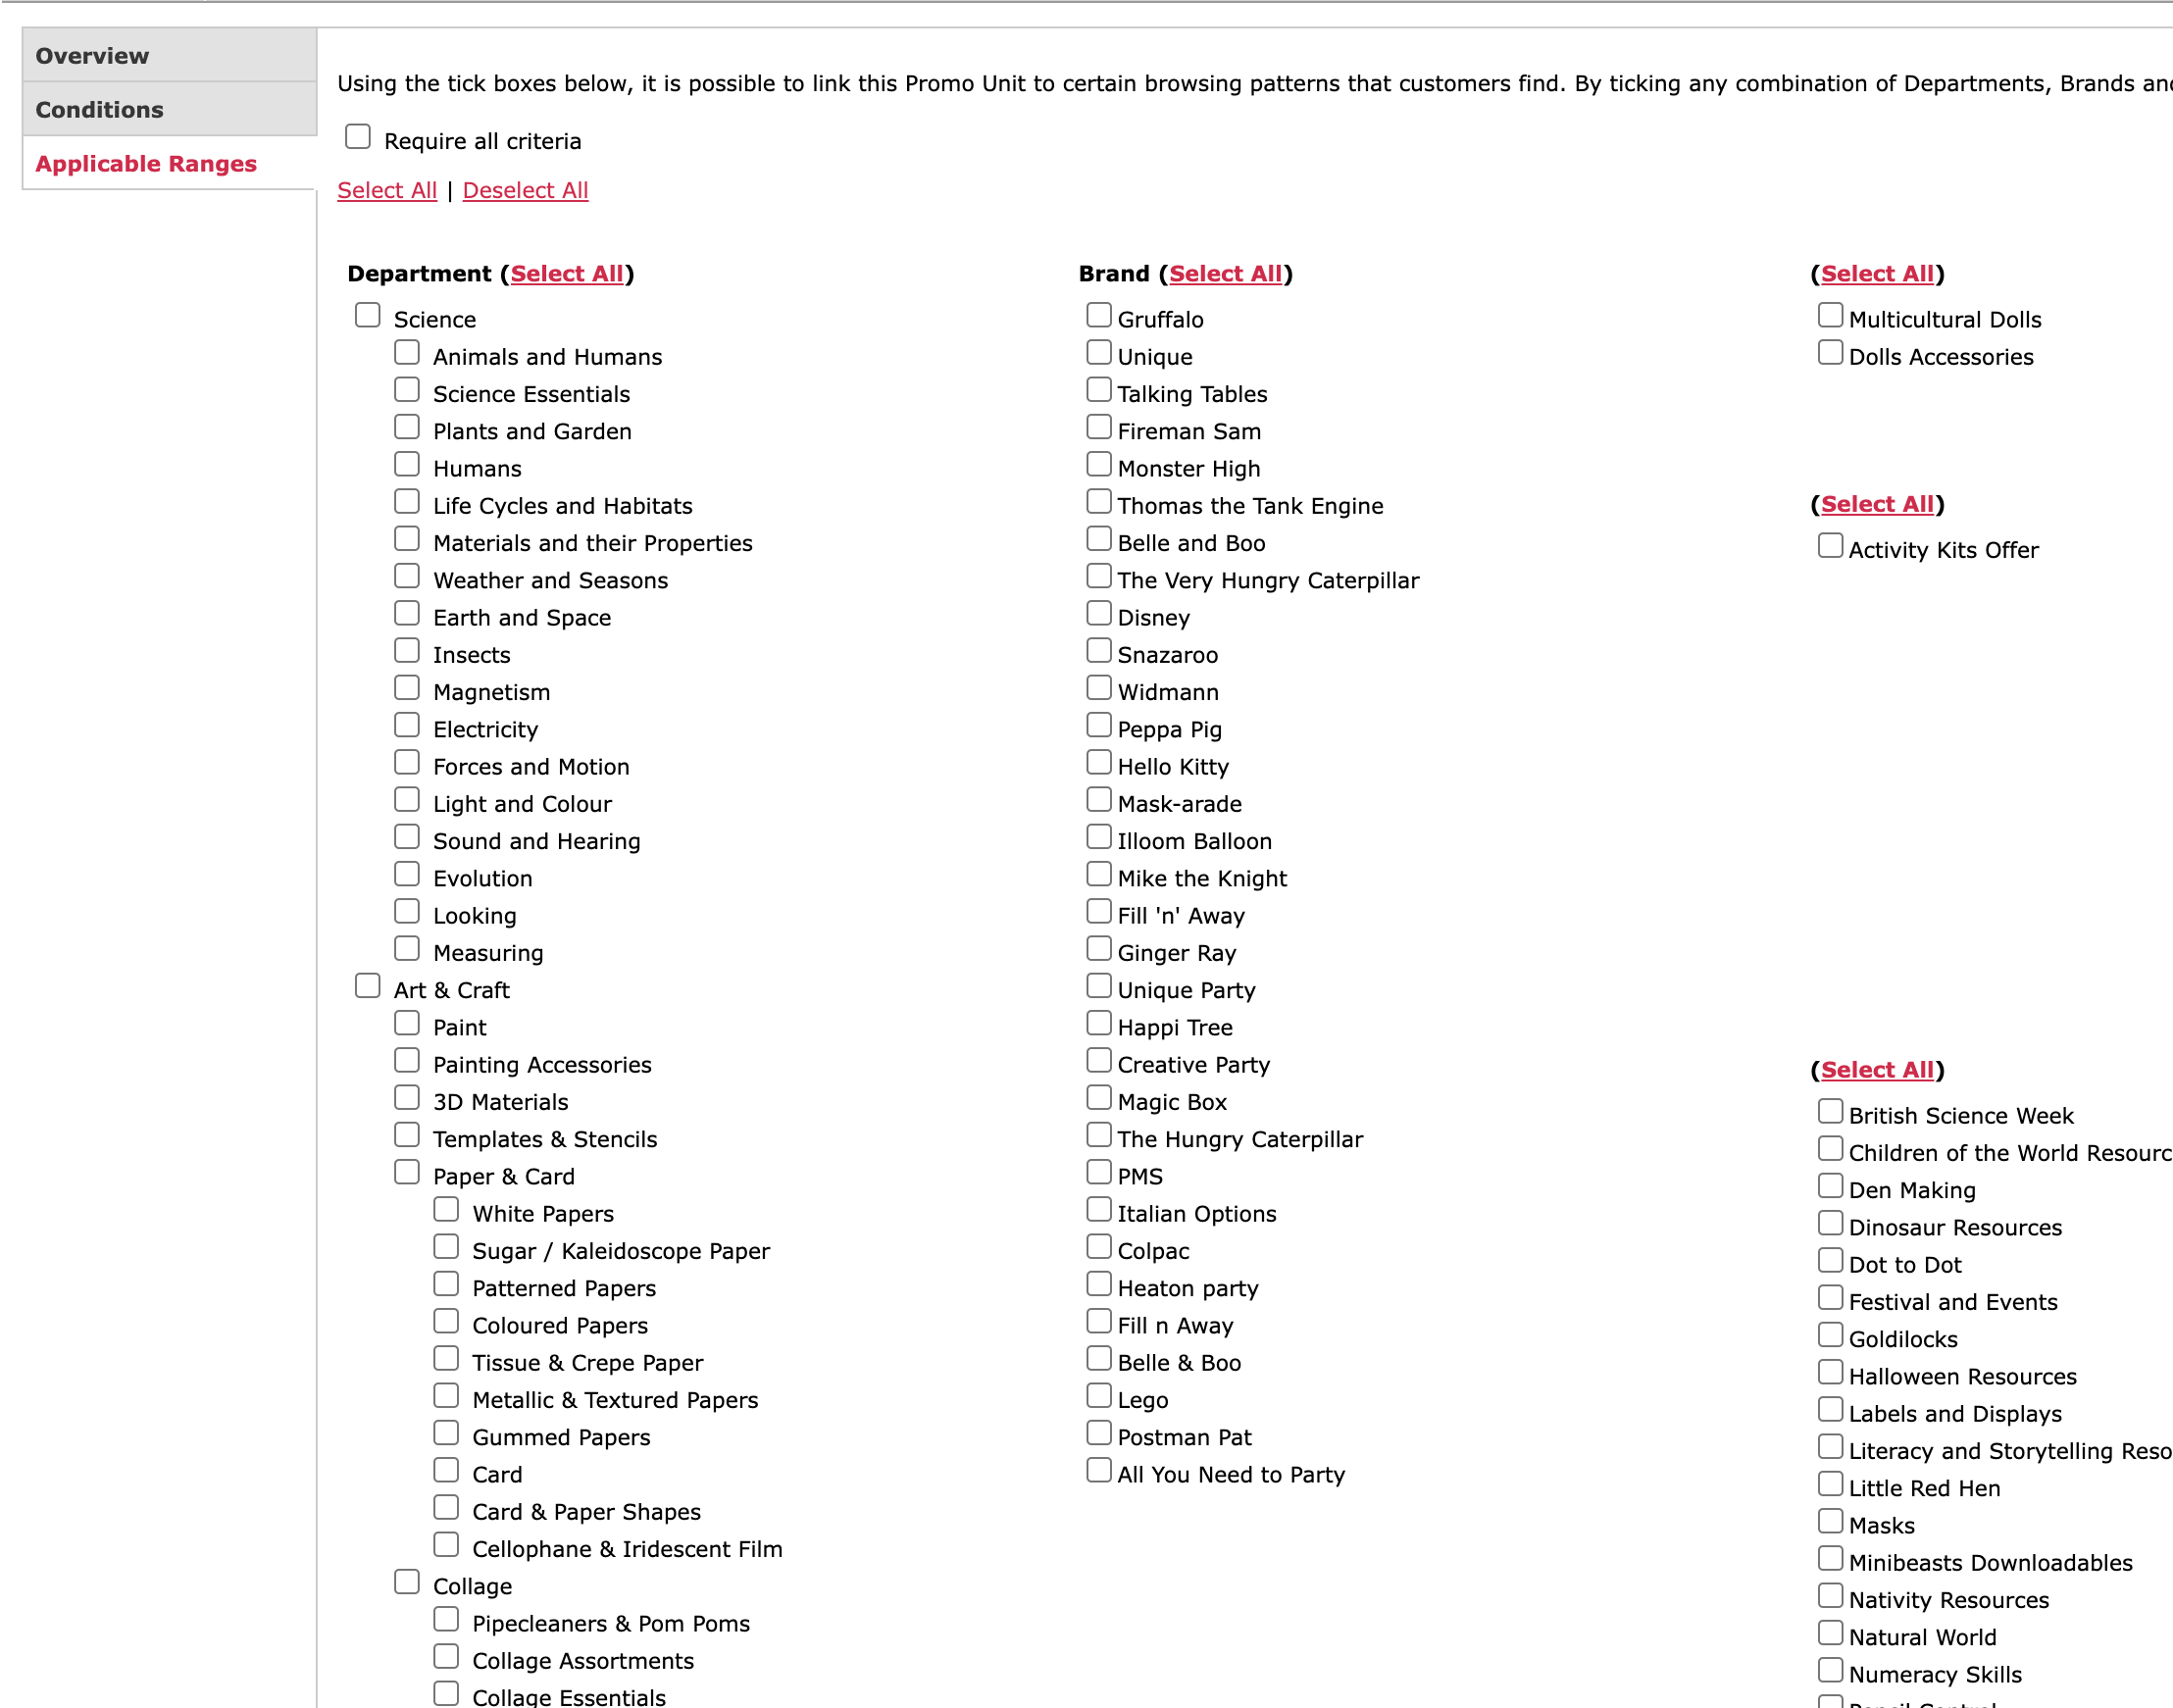 Overview
Conditions
Applicable Ranges
Using the tick boxes below, it is possible to link this Promo Unit to certain browsing patterns that customers find. By ticking any combination of Departments, Brands and
Require all criteria
Select All | Deselect All
Department (Select All)
Science
Animals and Humans
Science Essentials
Plants and Garden
Humans
Life Cycles and Habitats
Materials and their Properties
Weather and Seasons
Earth and Space
Insects
Magnetism
Electricity
Forces and Motion
Light and Colour
Sound and Hearing
Evolution
Looking
Measuring
Art & Craft
Paint
Painting Accessories
3D Materials
Templates & Stencils
Paper & Card
White Papers
Sugar / Kaleidoscope Paper
Patterned Papers
Coloured Papers
Tissue & Crepe Paper
Metallic & Textured Papers
Gummed Papers
Card
Card & Paper Shapes
Cellophane & Iridescent Film
Collage
Pipecleaners & Pom Poms
Collage Assortments
Collage Essentials
Brand (Select All)
Gruffalo
Unique
Talking Tables
Fireman Sam
Monster High
Thomas the Tank Engine
Belle and Boo
The Very Hungry Caterpillar
Disney
Snazaroo
Widmann
Peppa Pig
Hello Kitty
Mask-arade
Illoom Balloon
Mike the Knight
Fill 'n' Away
Ginger Ray
Unique Party
Happi Tree
Creative Party
Magic Box
The Hungry Caterpillar
PMS
Italian Options
Colpac
Heaton party
Fill n Away
Belle & Boo
Lego
Postman Pat
All You Need to Party
(Select All)
Multicultural Dolls
Dolls Accessories
(Select All)
Activity Kits Offer
(Select All)
British Science Week
Children of the World Resourc
Den Making
Dinosaur Resources
Dot to Dot
Festival and Events
Goldilocks
Halloween Resources
Labels and Displays
Literacy and Storytelling Reso
Little Red Hen
Masks
Minibeasts Downloadables
Nativity Resources
Natural World
Numeracy Skills